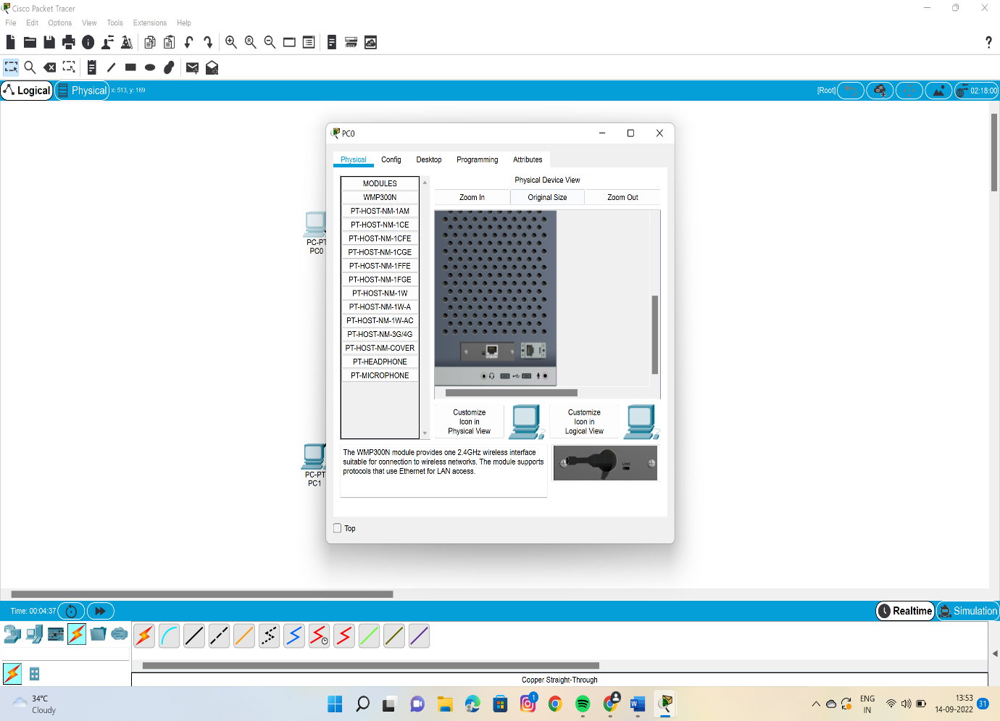 Cisco Packet Tracer
File Edit Options View Tools Extensions Help
Logical Physical x: 513, y: 169 [Root] 02:18:00
PC0
Physical Config Desktop Programming Attributes
MODULES
WMP300N
PT-HOST-NM-1AM
PT-HOST-NM-1CE
PT-HOST-NM-1CFE
PT-HOST-NM-1CGE
PT-HOST-NM-1FFE
PT-HOST-NM-1FGE
PT-HOST-NM-1W
PT-HOST-NM-1W-A
PT-HOST-NM-1W-AC
PT-HOST-NM-3G/4G
PT-HOST-NM-COVER
PT-HEADPHONE
PT-MICROPHONE
Physical Device View
Zoom In Original Size Zoom Out
PC-PT
PC0
Customize
Icon in
Physical View
Customize
Icon in
Logical View
The WMP300N module provides one 2.4GHz wireless interface
suitable for connection to wireless networks. The module supports
protocols that use Ethernet for LAN access.
LINK
PC-PT
PC1
Top
Time: 00:04:37 Realtime Simulation
Copper Straight-Through
34°C
Cloudy
1
ENG
IN
13:53
14-09-2022
31